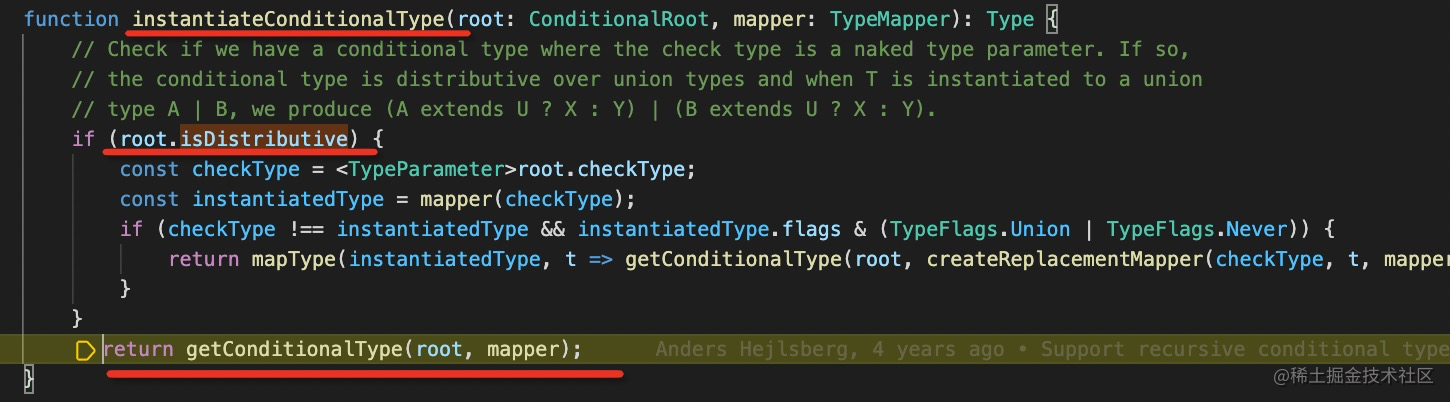 function instantiateConditionalType(root: ConditionalRoot, mapper: TypeMapper): Type {
// Check if we have a conditional type where the check type is a naked type parameter. If so,
// the conditional type is distributive over union types and when T is instantiated to a union
// type A | B, we produce (A extends U ? X : Y) | (B extends U ? X : Y).
if (root.isDistributive) {
const checkType = <TypeParameter>root.checkType;
const instantiatedType = mapper(checkType);
if (checkType !== instantiatedType && instantiatedType.flags & (TypeFlags.Union | TypeFlags.Never)) {
return mapType(instantiatedType, t => getConditionalType(root, createReplacementMapper(checkType, t, mapper
}
}
return getConditionalType(root, mapper); Anders Hejlsberg, 4 years ago • Support recursive conditional type
}
@稀土掘金技术社区